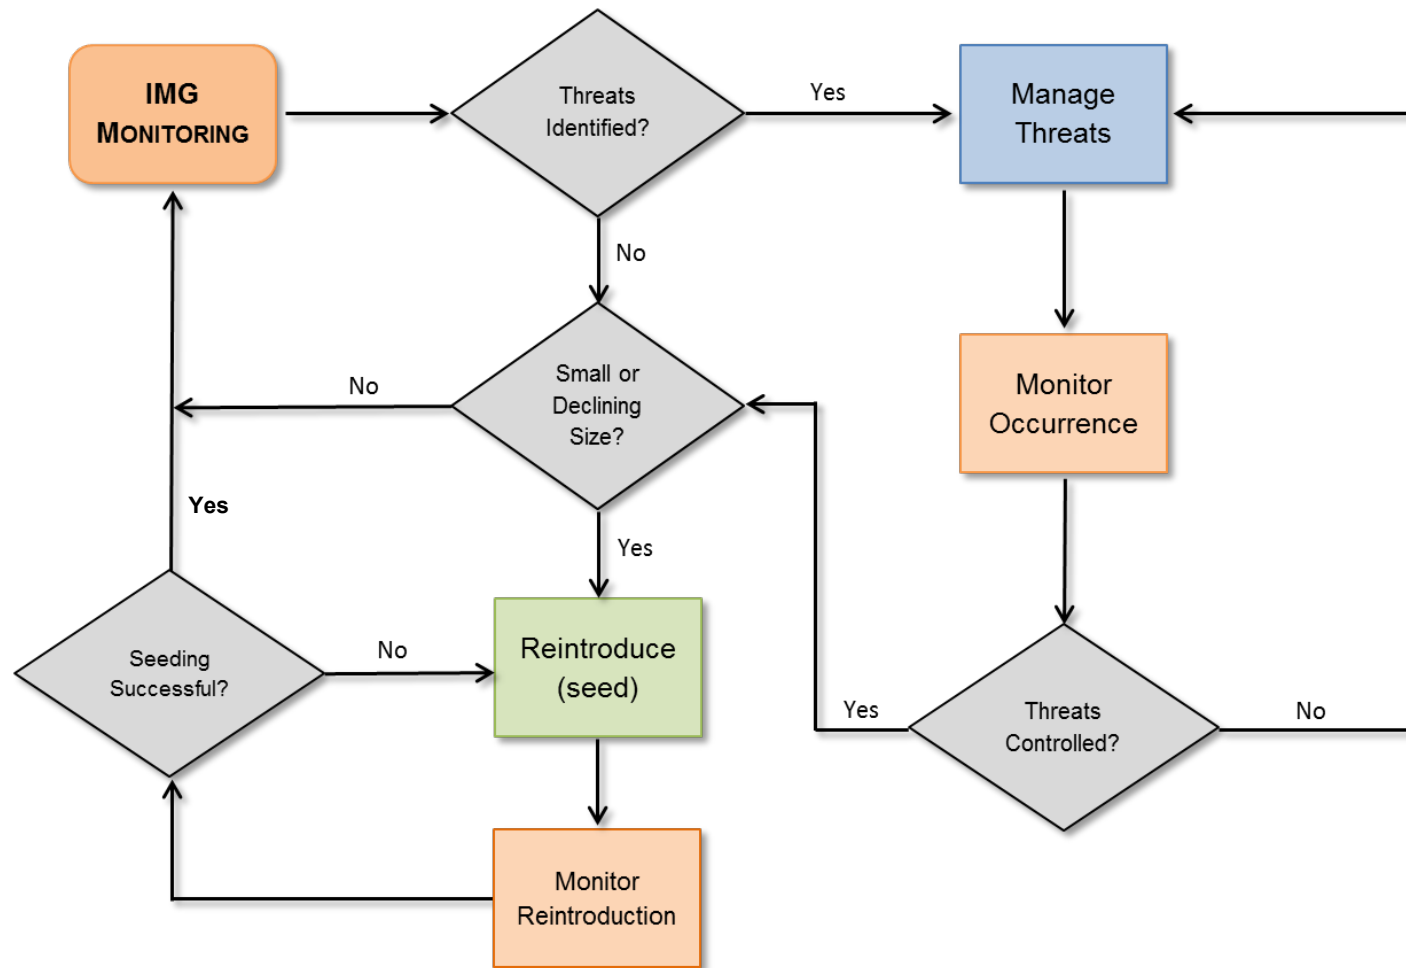 IMG
MONITORING
Threats
Identified?
Yes
Manage
Threats
No
Small or
Declining
Size?
No
Monitor
Occurrence
Yes
Yes
Seeding
Successful?
No
Reintroduce
(seed)
Yes
Threats
Controlled?
No
Monitor
Reintroduction